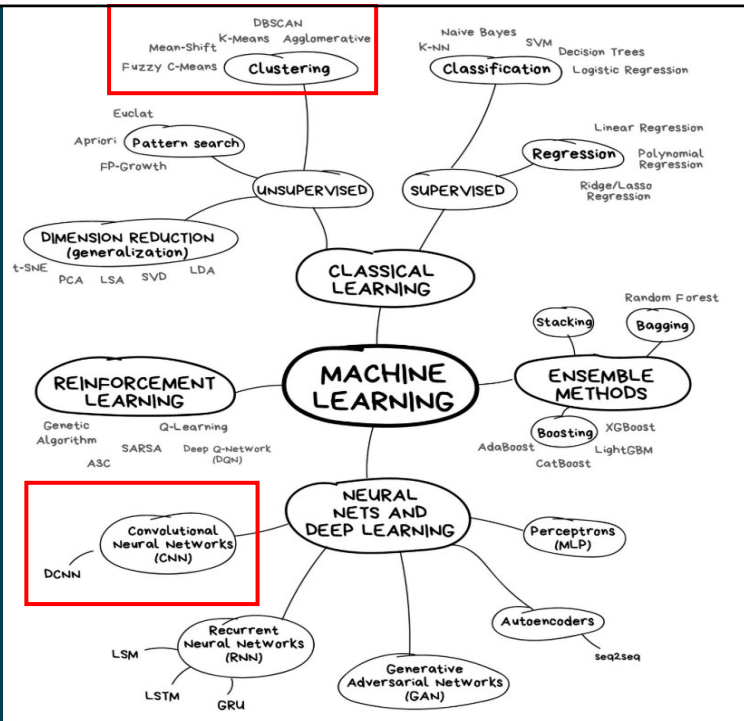 DBSCAN
K-Means
Agglomerative
Mean-Shift
Fuzzy C-Means
Clustering
Naive Bayes
K-NN
SVM
Decision Trees
Classification
Logistic Regression
Euclat
Apriori
Pattern search
FP-Growth
Linear Regression
Regression
Polynomial
Regression
Ridge/Lasso
Regression
UNSUPERVISED
SUPERVISED
DIMENSION REDUCTION
(generalization)
t-SNE
PCA
LSA
SVD
LDA
CLASSICAL
LEARNING
Random Forest
Stacking
Bagging
MACHINE
LEARNING
REINFORCEMENT
LEARNING
ENSEMBLE
METHODS
Genetic
Algorithm
Q-Learning
SARSA
Deep Q-Network
(DQN)
A3C
Boosting
XGBoost
AdaBoost
LightGBM
CatBoost
NEURAL
NETS AND
DEEP LEARNING
Convolutional
Neural Networks
(CNN)
DCNN
Perceptrons
(MLP)
Autoencoders
seq2seq
Recurrent
Neural Networks
(RNN)
LSM
LSTM
GRU
Generative
Adversarial Networks
(GAN)